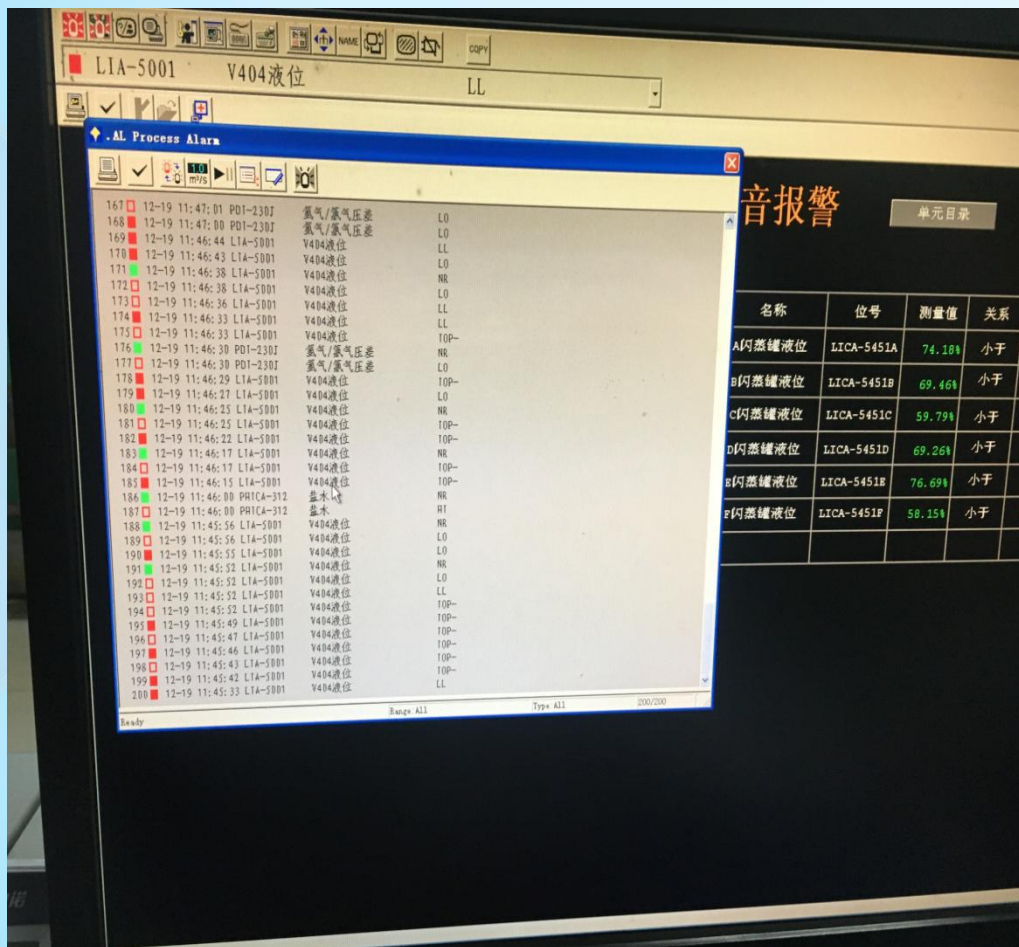 NAME
COPY
LIA-5001 V404液位 LL
.AL Process Alarm
1.0
m³/s
167 12-19 11:47:01 PDI-230J 氯气/氢气压差 LO
168 12-19 11:47:00 PDI-230J 氯气/氢气压差 LO
169 12-19 11:46:44 LIA-5001 V404液位 LL
170 12-19 11:46:43 LIA-5001 V404液位 LO
171 12-19 11:46:38 LIA-5001 V404液位 NR
172 12-19 11:46:38 LIA-5001 V404液位 LO
173 12-19 11:46:36 LIA-5001 V404液位 LL
174 12-19 11:46:33 LIA-5001 V404液位 LL
175 12-19 11:46:33 LIA-5001 V404液位 IOP-
176 12-19 11:46:30 PDI-230J 氯气/氢气压差 NR
177 12-19 11:46:30 PDI-230J 氯气/氢气压差 LO
178 12-19 11:46:29 LIA-5001 V404液位 IOP-
179 12-19 11:46:27 LIA-5001 V404液位 LO
180 12-19 11:46:25 LIA-5001 V404液位 NR
181 12-19 11:46:25 LIA-5001 V404液位 IOP-
182 12-19 11:46:22 LIA-5001 V404液位 IOP-
183 12-19 11:46:17 LIA-5001 V404液位 NR
184 12-19 11:46:17 LIA-5001 V404液位 IOP-
185 12-19 11:46:15 LIA-5001 V404液位 IOP-
186 12-19 11:46:00 PHICA-312 盐水 NR
187 12-19 11:46:00 PHICA-312 盐水 HI
188 12-19 11:45:56 LIA-5001 V404液位 NR
189 12-19 11:45:56 LIA-5001 V404液位 LO
190 12-19 11:45:55 LIA-5001 V404液位 LO
191 12-19 11:45:52 LIA-5001 V404液位 NR
192 12-19 11:45:52 LIA-5001 V404液位 LO
193 12-19 11:45:52 LIA-5001 V404液位 LL
194 12-19 11:45:52 LIA-5001 V404液位 IOP-
195 12-19 11:45:49 LIA-5001 V404液位 IOP-
196 12-19 11:45:47 LIA-5001 V404液位 IOP-
197 12-19 11:45:46 LIA-5001 V404液位 IOP-
198 12-19 11:45:43 LIA-5001 V404液位 IOP-
199 12-19 11:45:42 LIA-5001 V404液位 IOP-
200 12-19 11:45:33 LIA-5001 V404液位 LL
Ready Range All Type All 200/200
音报警 单元目录
名称 位号 测量值 关系
A闪蒸罐液位 LICA-5451A 74.18% 小于
B闪蒸罐液位 LICA-5451B 69.46% 小于
C闪蒸罐液位 LICA-5451C 59.79% 小于
D闪蒸罐液位 LICA-5451D 69.26% 小于
E闪蒸罐液位 LICA-5451E 76.69% 小于
F闪蒸罐液位 LICA-5451F 58.15% 小于